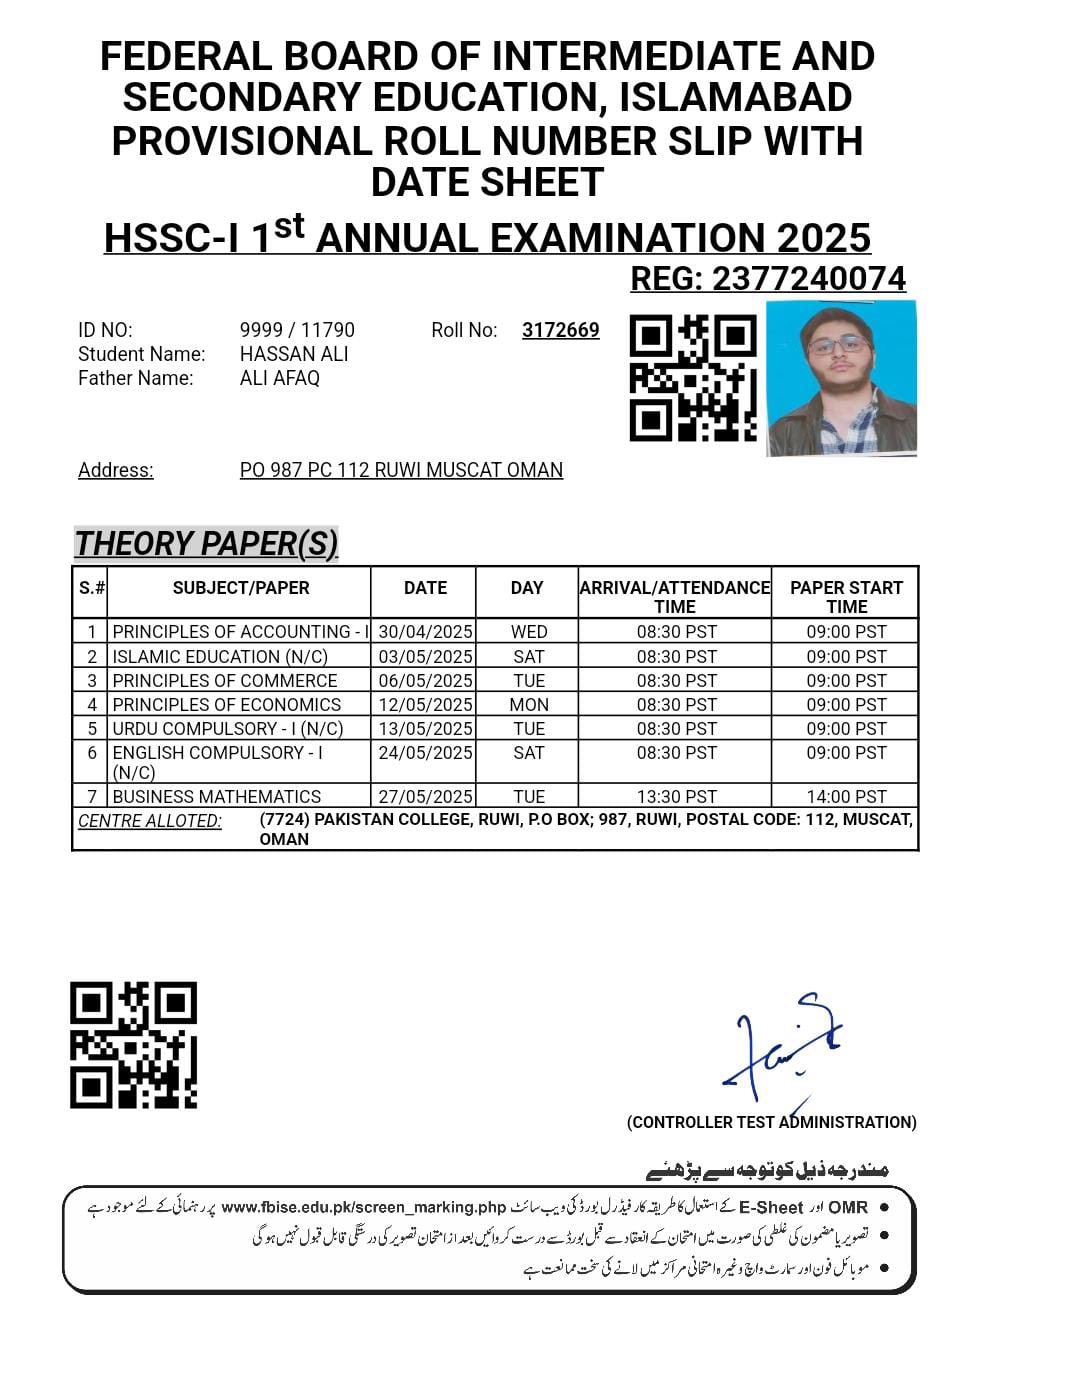 FEDERAL BOARD OF INTERMEDIATE AND
SECONDARY EDUCATION, ISLAMABAD
PROVISIONAL ROLL NUMBER SLIP WITH
DATE SHEET
HSSC-I 1st ANNUAL EXAMINATION 2025
REG: 2377240074
ID NO: 9999 / 11790 Roll No: 3172669
Student Name: HASSAN ALI
Father Name: ALI AFAQ
Address: PO 987 PC 112 RUWI MUSCAT OMAN
THEORY PAPER(S)
S.# SUBJECT/PAPER DATE DAY ARRIVAL/ATTENDANCE PAPER START
TIME TIME
1 PRINCIPLES OF ACCOUNTING - I 30/04/2025 WED 08:30 PST 09:00 PST
2 ISLAMIC EDUCATION (N/C) 03/05/2025 SAT 08:30 PST 09:00 PST
3 PRINCIPLES OF COMMERCE 06/05/2025 TUE 08:30 PST 09:00 PST
4 PRINCIPLES OF ECONOMICS 12/05/2025 MON 08:30 PST 09:00 PST
5 URDU COMPULSORY - I (N/C) 13/05/2025 TUE 08:30 PST 09:00 PST
6 ENGLISH COMPULSORY - I 24/05/2025 SAT 08:30 PST 09:00 PST
(N/C)
7 BUSINESS MATHEMATICS 27/05/2025 TUE 13:30 PST 14:00 PST
CENTRE ALLOTED: (7724) PAKISTAN COLLEGE, RUWI, P.O BOX; 987, RUWI, POSTAL CODE: 112, MUSCAT,
OMAN
(CONTROLLER TEST ADMINISTRATION)
مندرجہ ذیل کو توجہ سے پڑھئے
● OMR اور E-Sheet کے استعمال کا طریقہ کار فیڈرل بورڈ کی ویب سائٹ www.fbise.edu.pk/screen_marking.php پر رہنمائی کے لئے موجود ہے
● تصویر یا مضمون کی غلطی کی صورت میں امتحان کے انعقاد سے قبل بورڈ سے درست کروائیں بعد از امتحان تصویر کی درستگی قابل قبول نہیں ہو گی
● موبائل فون اور سمارٹ واچ وغیرہ امتحانی مراکز میں لانے کی سخت ممانعت ہے